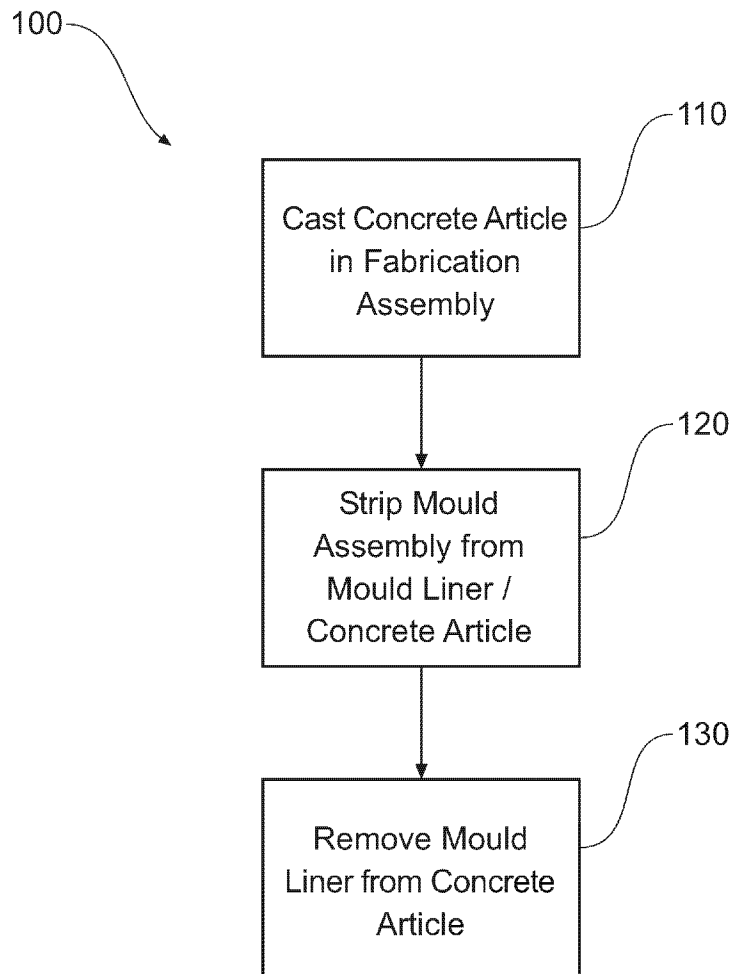 100
110
Cast Concrete Article
in Fabrication
Assembly
120
Strip Mould
Assembly from
Mould Liner /
Concrete Article
130
Remove Mould
Liner from Concrete
Article